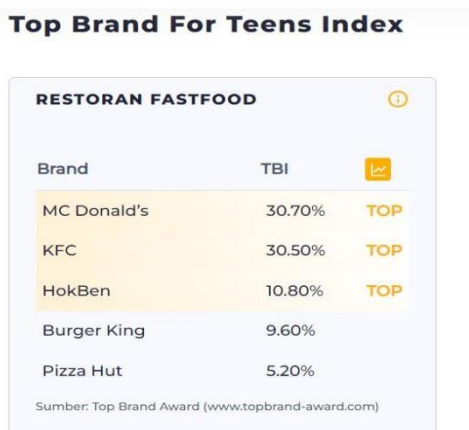 Top Brand For Teens Index
RESTORAN FASTFOOD
Brand TBI
MC Donald's 30.70% TOP
KFC 30.50% TOP
HokBen 10.80% TOP
Burger King 9.60%
Pizza Hut 5.20%
Sumber: Top Brand Award (www.topbrand-award.com)